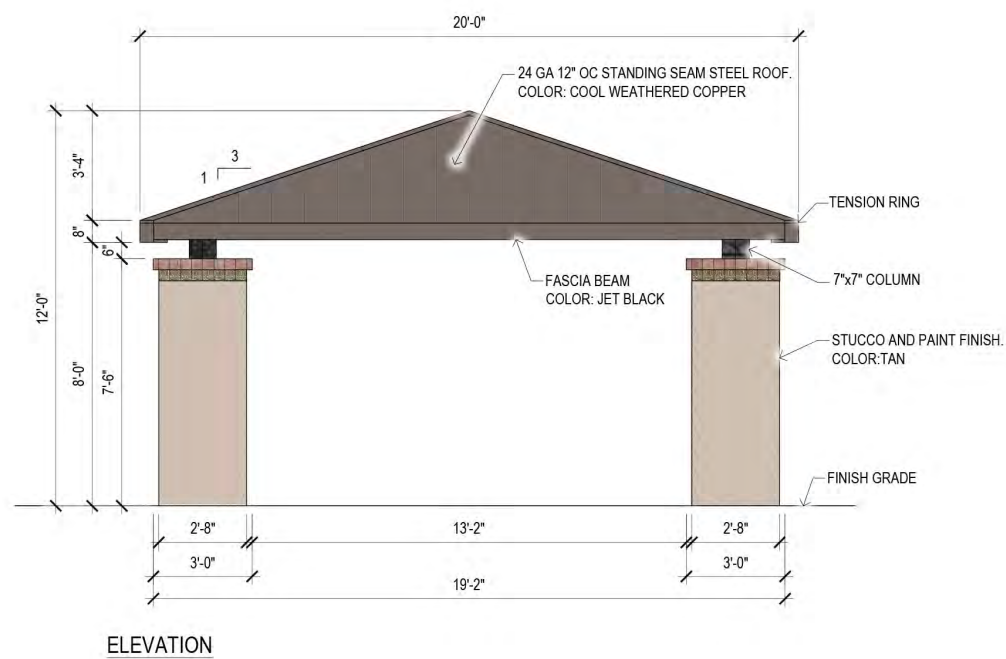 20'-0"
24 GA 12" OC STANDING SEAM STEEL ROOF.
COLOR: COOL WEATHERED COPPER
3
1
3'-4"
8"
6"
TENSION RING
7"x7" COLUMN
FASCIA BEAM
COLOR: JET BLACK
12'-0"
8'-0"
7'-6"
STUCCO AND PAINT FINISH.
COLOR:TAN
FINISH GRADE
2'-8"
13'-2"
2'-8"
3'-0"
3'-0"
19'-2"
ELEVATION